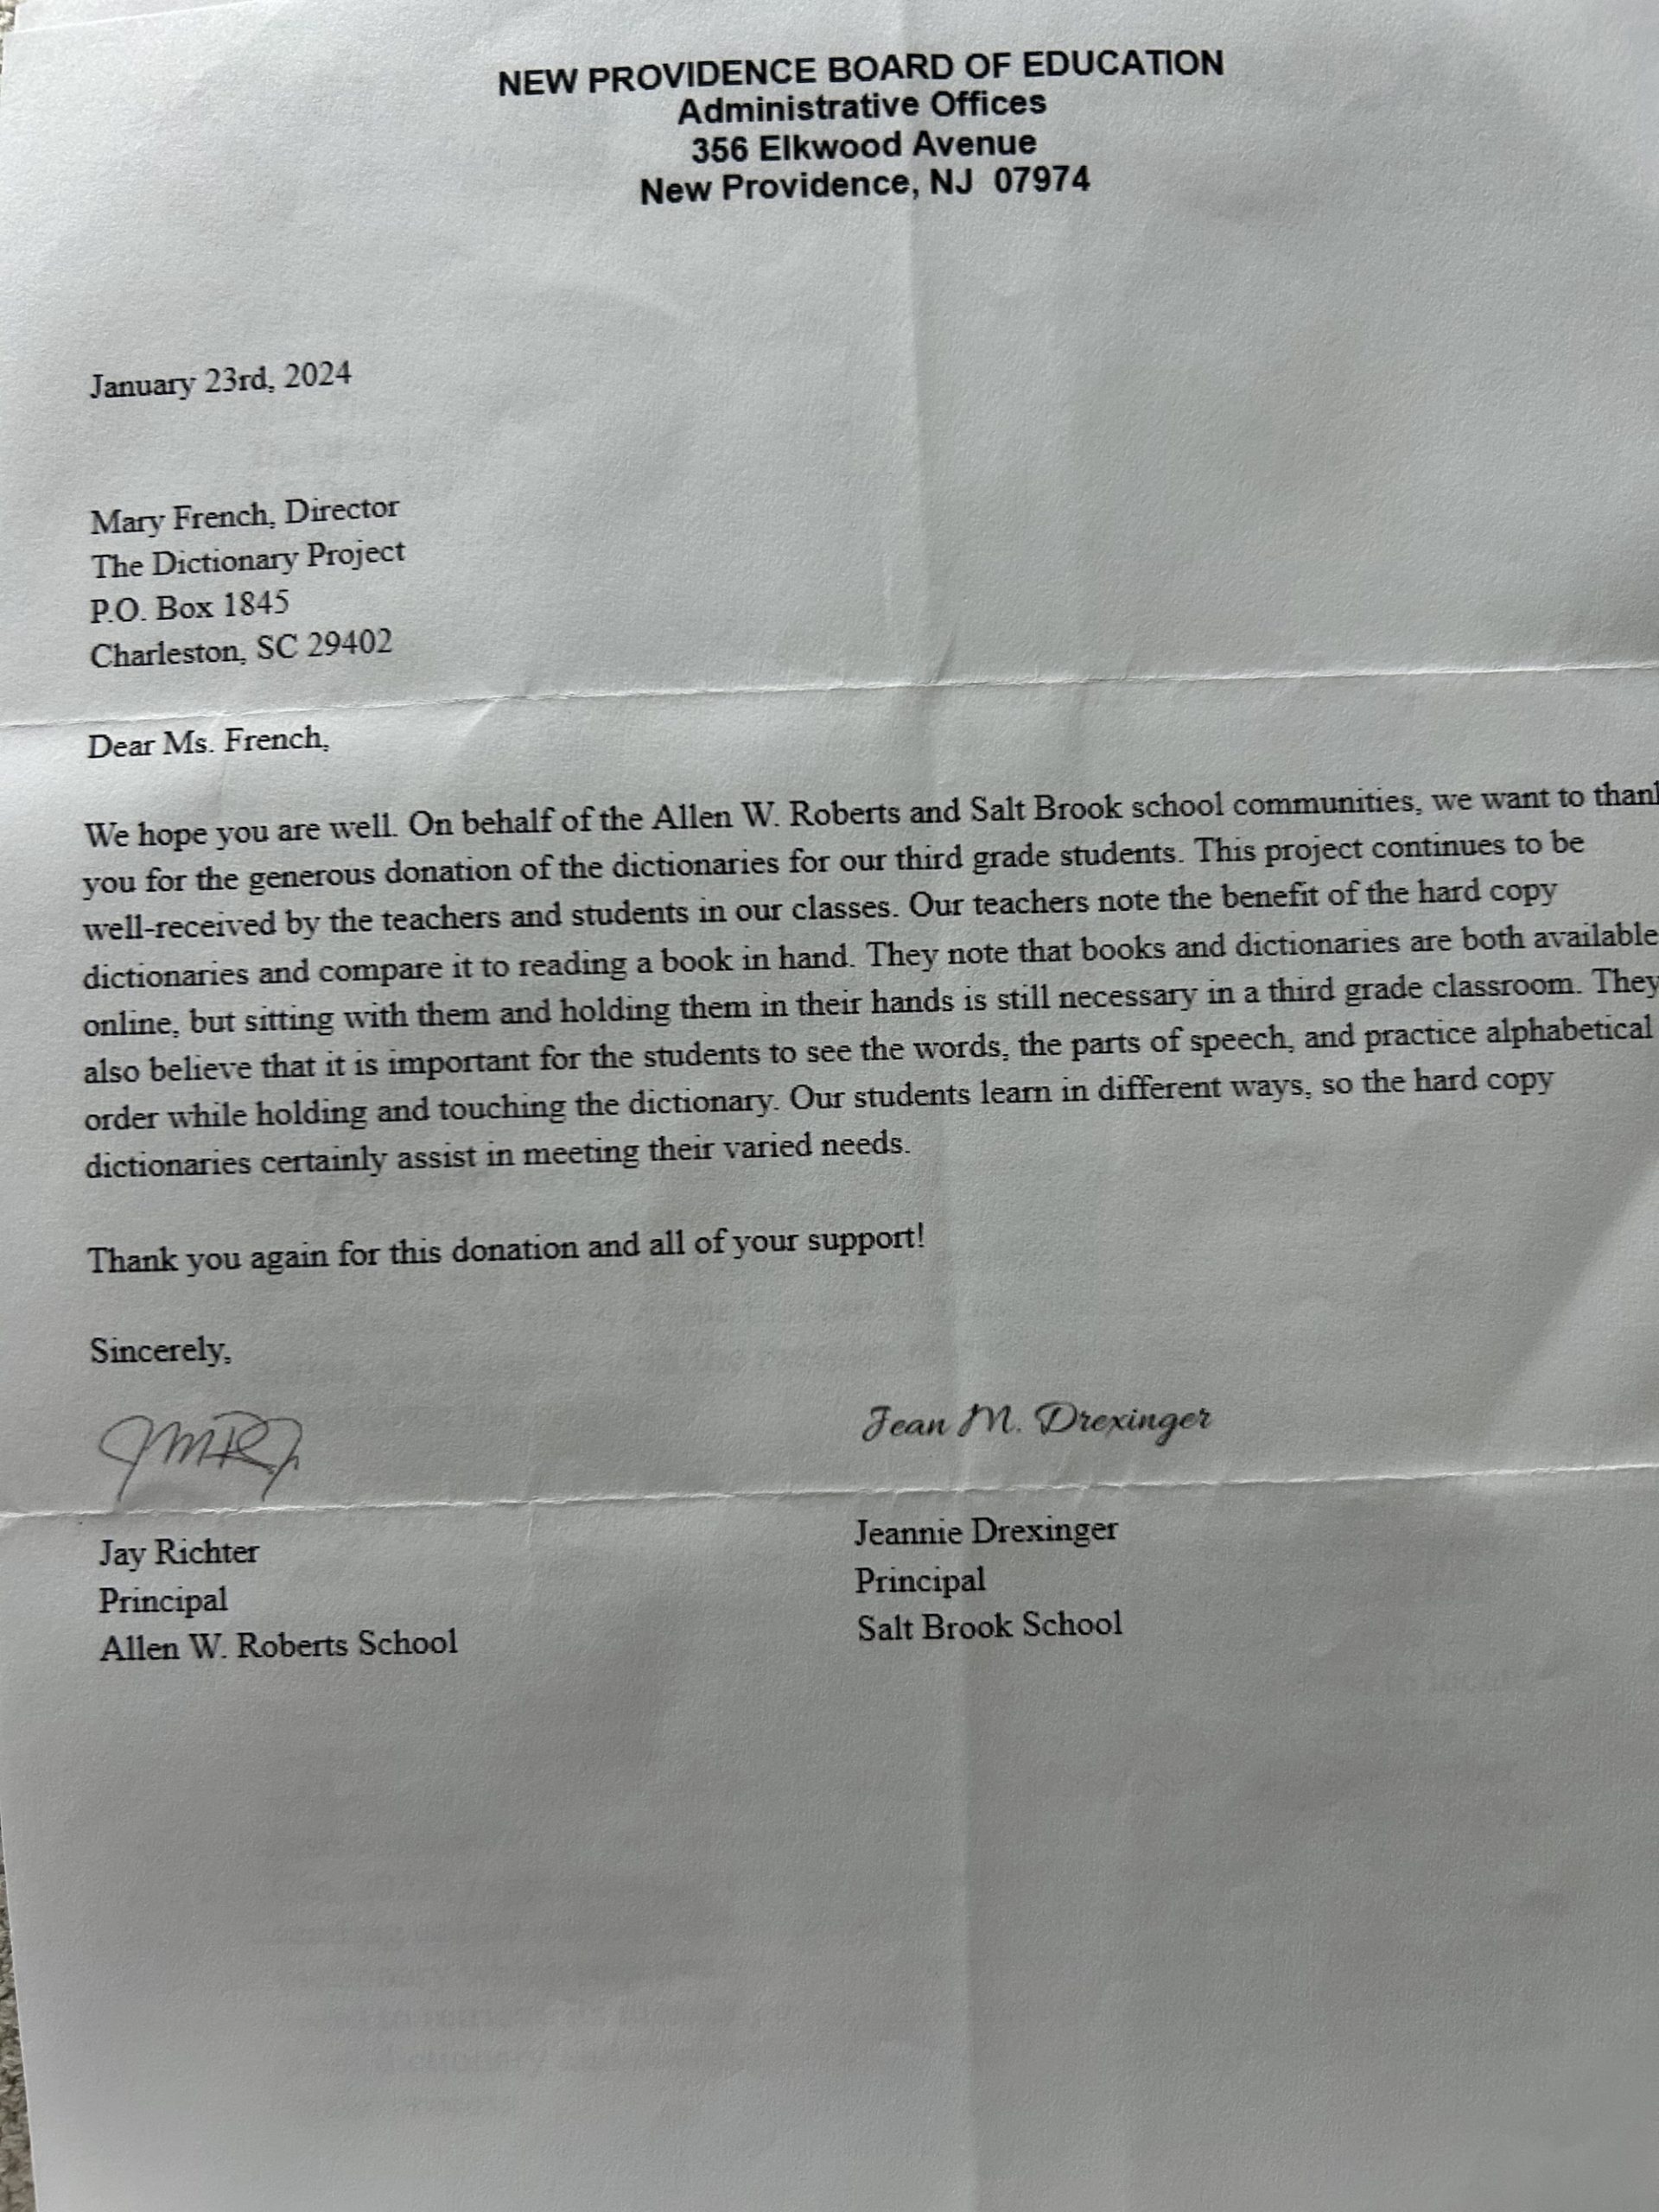 NEW PROVIDENCE BOARD OF EDUCATION
Administrative Offices
356 Elkwood Avenue
New Providence, NJ 07974
January 23rd, 2024
Mary French, Director
The Dictionary Project
P.O. Box 1845
Charleston, SC 29402
Dear Ms. French,
We hope you are well. On behalf of the Allen W. Roberts and Salt Brook school communities, we want to thank
you for the generous donation of the dictionaries for our third grade students. This project continues to be
well-received by the teachers and students in our classes. Our teachers note the benefit of the hard copy
dictionaries and compare it to reading a book in hand. They note that books and dictionaries are both available
online, but sitting with them and holding them in their hands is still necessary in a third grade classroom. They
also believe that it is important for the students to see the words, the parts of speech, and practice alphabetical
order while holding and touching the dictionary. Our students learn in different ways, so the hard copy
dictionaries certainly assist in meeting their varied needs.
Thank you again for this donation and all of your support!
Sincerely,
Jean M. Drexinger
Jay Richter
Principal
Allen W. Roberts School
Jeannie Drexinger
Principal
Salt Brook School